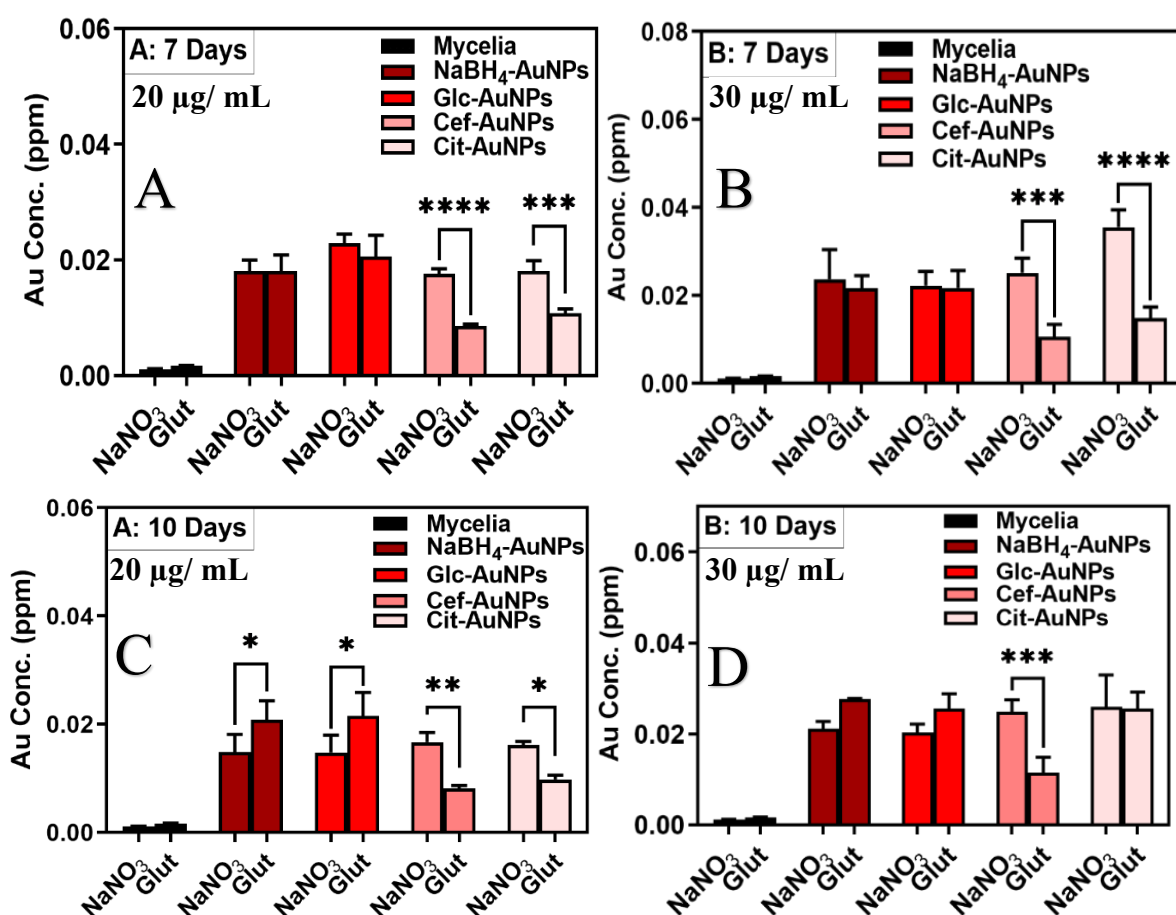 0.06
A: 7 Days
20 µg/ mL
Mycelia
NaBH4-AuNPs
Glc-AuNPs
Cef-AuNPs
Cit-AuNPs
A
0.04
0.02
0.00
Au Conc. (ppm)
****
***
NaNO3
Glut
NaNO3
Glut
NaNO3
Glut
NaNO3
Glut
NaNO3
Glut
0.08
B: 7 Days
30 µg/ mL
Mycelia
NaBH4-AuNPs
Glc-AuNPs
Cef-AuNPs
Cit-AuNPs
B
0.06
0.04
0.02
0.00
Au Conc. (ppm)
***
****
NaNO3
Glut
NaNO3
Glut
NaNO3
Glut
NaNO3
Glut
NaNO3
Glut
0.06
A: 10 Days
20 µg/ mL
Mycelia
NaBH4-AuNPs
Glc-AuNPs
Cef-AuNPs
Cit-AuNPs
C
0.04
0.02
0.00
Au Conc. (ppm)
*
*
**
*
NaNO3
Glut
NaNO3
Glut
NaNO3
Glut
NaNO3
Glut
NaNO3
Glut
B: 10 Days
30 µg/ mL
Mycelia
NaBH4-AuNPs
Glc-AuNPs
Cef-AuNPs
Cit-AuNPs
D
0.06
0.04
0.02
0.00
Au Conc. (ppm)
***
NaNO3
Glut
NaNO3
Glut
NaNO3
Glut
NaNO3
Glut
NaNO3
Glut